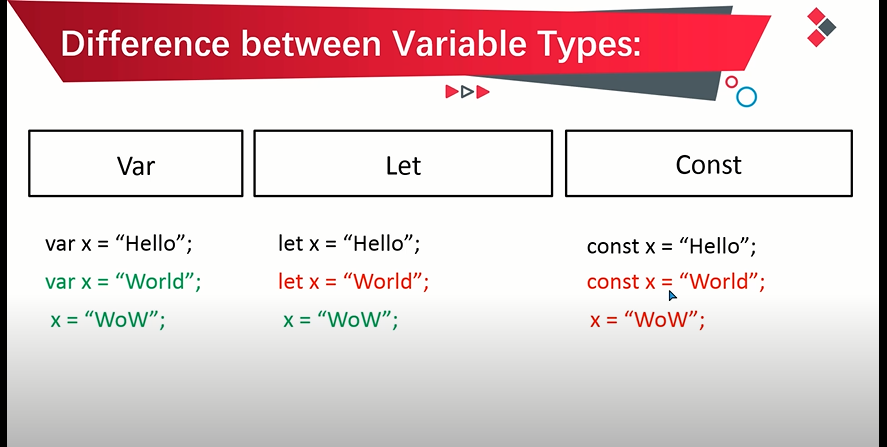 Difference between Variable Types:
Var
Let
Const
var x = “Hello”;
var x = “World”;
x = “WoW”;
let x = “Hello”;
let x = “World”;
x = “WoW”;
const x = “Hello”;
const x = “World”;
x = “WoW”;